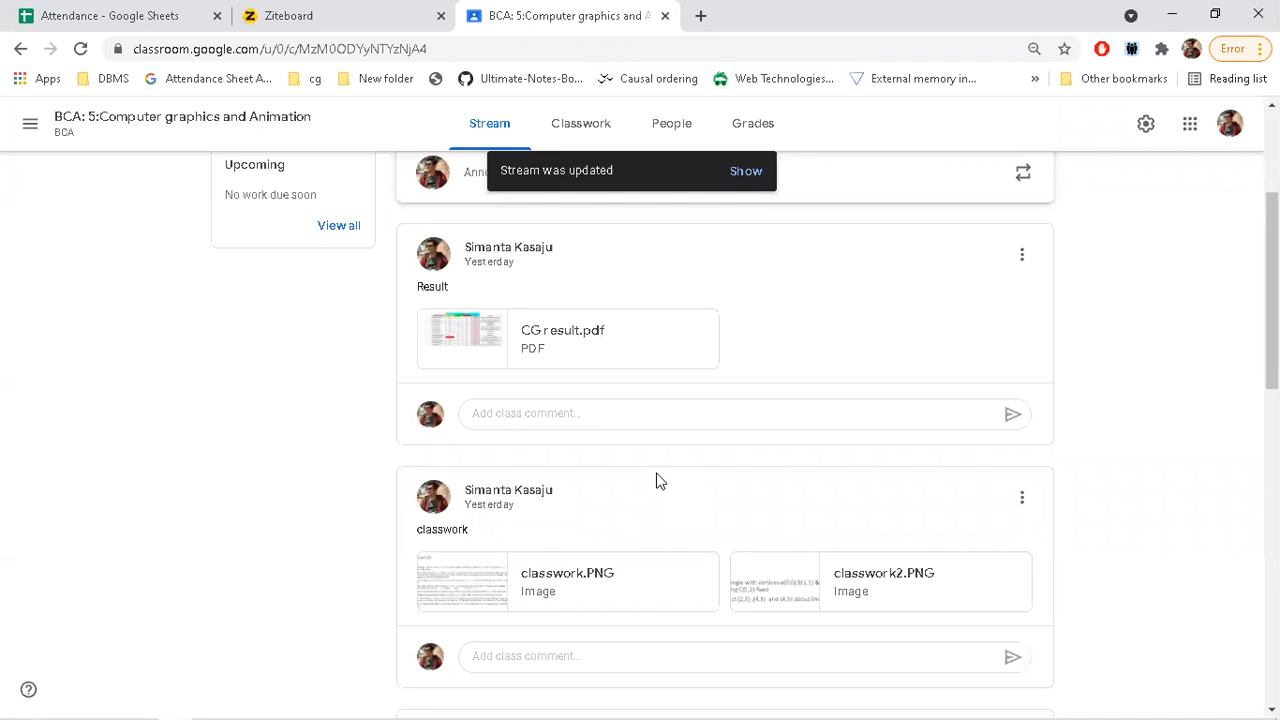 Attendance - Google Sheets
Ziteboard
BCA: 5:Computer graphics and A
classroom.google.com/u/0/c/MzM0ODYyNTYzNjA4
Error
Apps
DBMS
Attendance Sheet A...
cg
New folder
Ultimate-Notes-Bo...
Causal ordering
Web Technologies...
External memory in...
»
Other bookmarks
Reading list
BCA: 5:Computer graphics and Animation
BCA
Stream
Classwork
People
Grades
Upcoming
No work due soon
View all
Stream was updated
Show
Simanta Kasaju
Yesterday
Result
CG result.pdf
PDF
Add class comment...
Simanta Kasaju
Yesterday
classwork
classwork.PNG
Image
classwork2.PNG
Image
Add class comment...